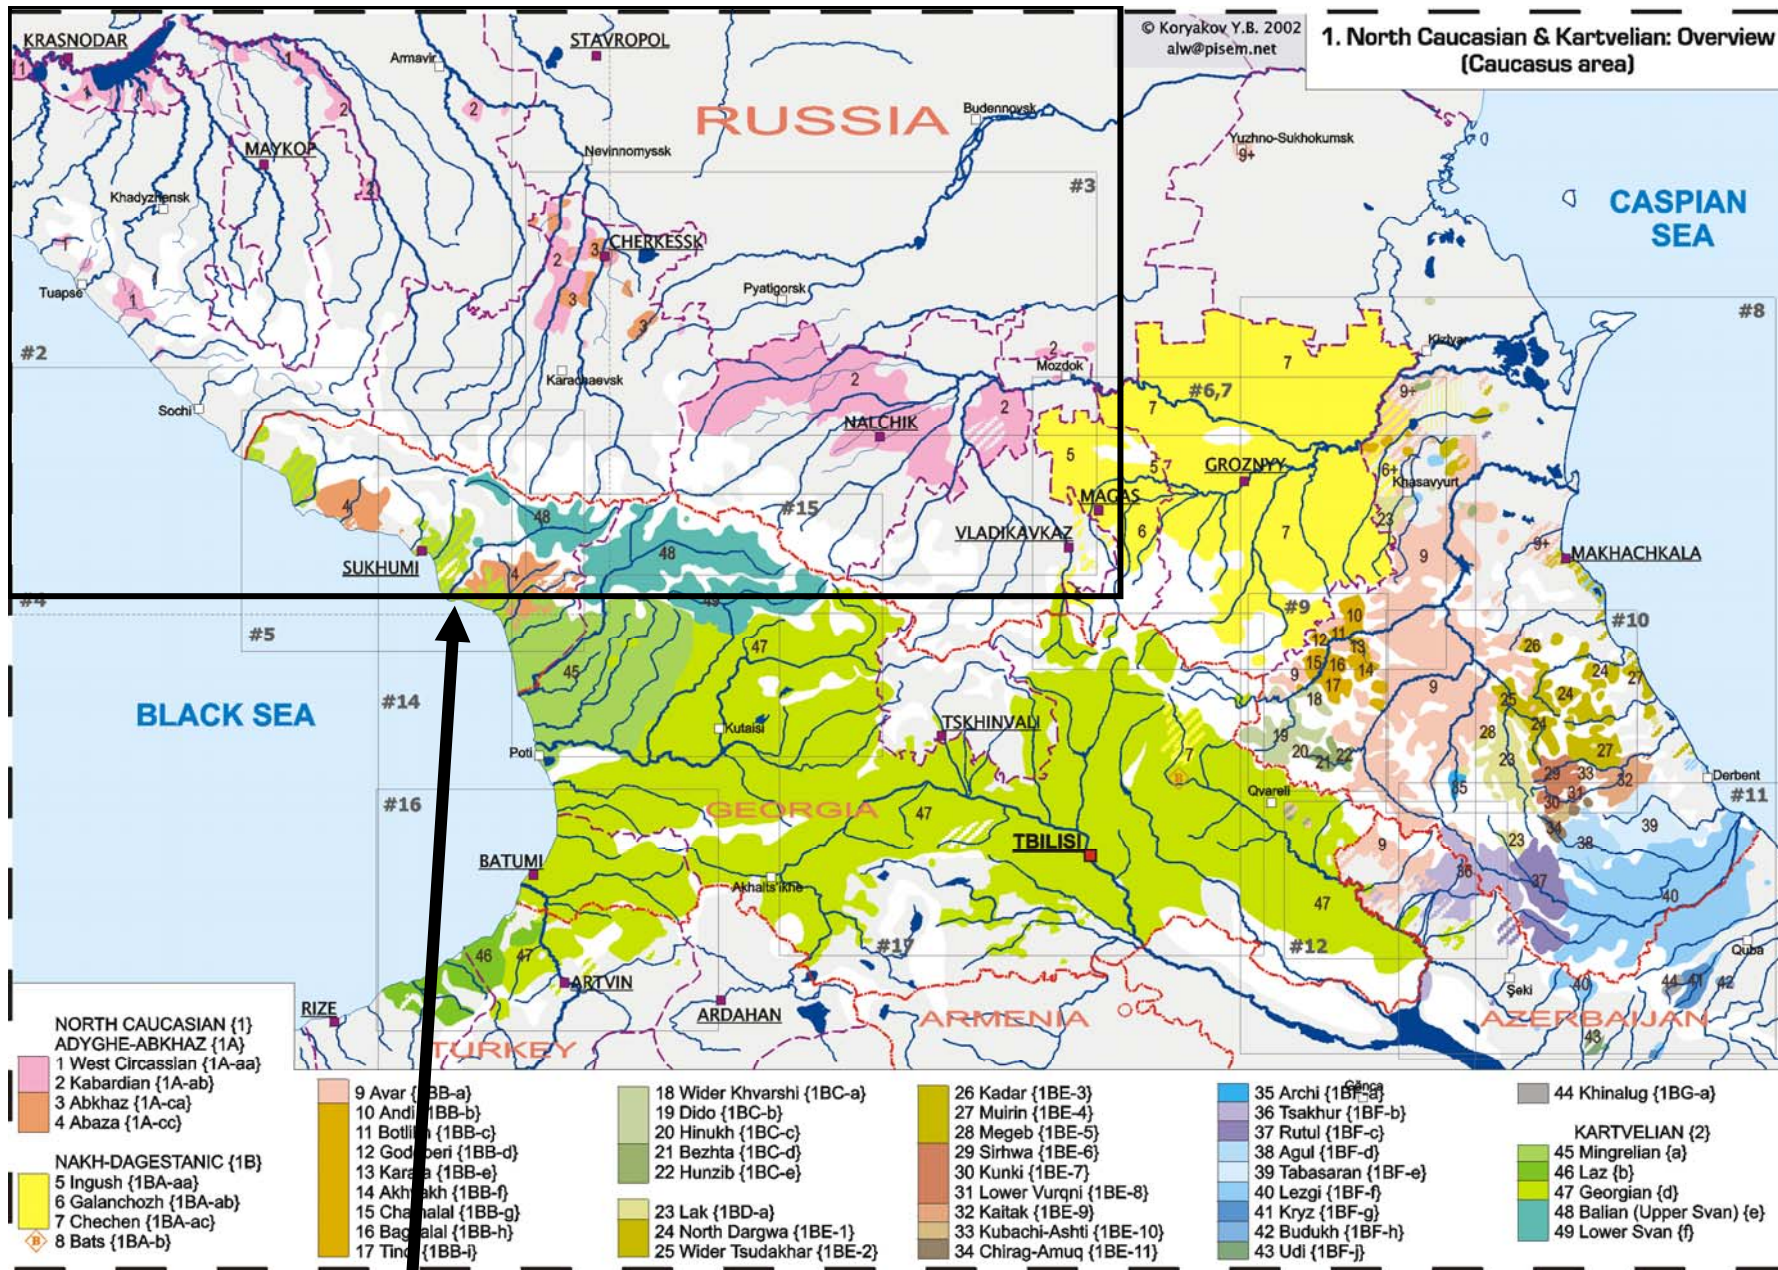 © Koryakov Y.B. 2002
alw@pisem.net
1. North Caucasian & Kartvelian: Overview
(Caucasus area)
KRASNODAR
STAVROPOL
Armavir
RUSSIA
Budennovsk
Yuzhno-Sukhokumsk
9+
MAYKOP
Nevinnomyssk
Khadyzhensk
#3
CASPIAN
SEA
CHERKESSK
Tuapse
Pyatigorsk
#2
#8
Mozdok
Kizlyar
Karachaevsk
#6,7
Sochi
NALCHIK
GROZNYY
6+
Khasavyurt
MAGAS
#15
VLADIKAVKAZ
SUKHUMI
9+
MAKHACHKALA
#4
#9
#10
#5
#14
BLACK SEA
TSKHINVALI
Kutaisi
Poti
Derbent
#16
Qvareli
#11
GEORGIA
TBILISI
BATUMI
Akhalts'ikhe
#17
#12
Quba
ARTVIN
Şeki
RIZE
ARDAHAN
ARMENIA
AZERBAIJAN
TURKEY
Gãnca
NORTH CAUCASIAN {1}
ADYGHE-ABKHAZ {1A}
1 West Circassian {1A-aa}
2 Kabardian {1A-ab}
3 Abkhaz {1A-ca}
4 Abaza {1A-cc}
NAKH-DAGESTANIC {1B}
5 Ingush {1BA-aa}
6 Galanchozh {1BA-ab}
7 Chechen {1BA-ac}
B 8 Bats {1BA-b}
9 Avar {1BB-a}
10 Andi {1BB-b}
11 Botlikh {1BB-c}
12 Godoberi {1BB-d}
13 Karata {1BB-e}
14 Akhvakh {1BB-f}
15 Chamalal {1BB-g}
16 Bagvalal {1BB-h}
17 Tindi {1BB-i}
18 Wider Khvarshi {1BC-a}
19 Dido {1BC-b}
20 Hinukh {1BC-c}
21 Bezhta {1BC-d}
22 Hunzib {1BC-e}
23 Lak {1BD-a}
24 North Dargwa {1BE-1}
25 Wider Tsudakhar {1BE-2}
26 Kadar {1BE-3}
27 Muirin {1BE-4}
28 Megeb {1BE-5}
29 Sirhwa {1BE-6}
30 Kunki {1BE-7}
31 Lower Vurqni {1BE-8}
32 Kaitak {1BE-9}
33 Kubachi-Ashti {1BE-10}
34 Chirag-Amuq {1BE-11}
35 Archi {1BF-a}
36 Tsakhur {1BF-b}
37 Rutul {1BF-c}
38 Agul {1BF-d}
39 Tabasaran {1BF-e}
40 Lezgi {1BF-f}
41 Kryz {1BF-g}
42 Budukh {1BF-h}
43 Udi {1BF-j}
44 Khinalug {1BG-a}
KARTVELIAN {2}
45 Mingrelian {a}
46 Laz {b}
47 Georgian {d}
48 Balian (Upper Svan) {e}
49 Lower Svan {f}